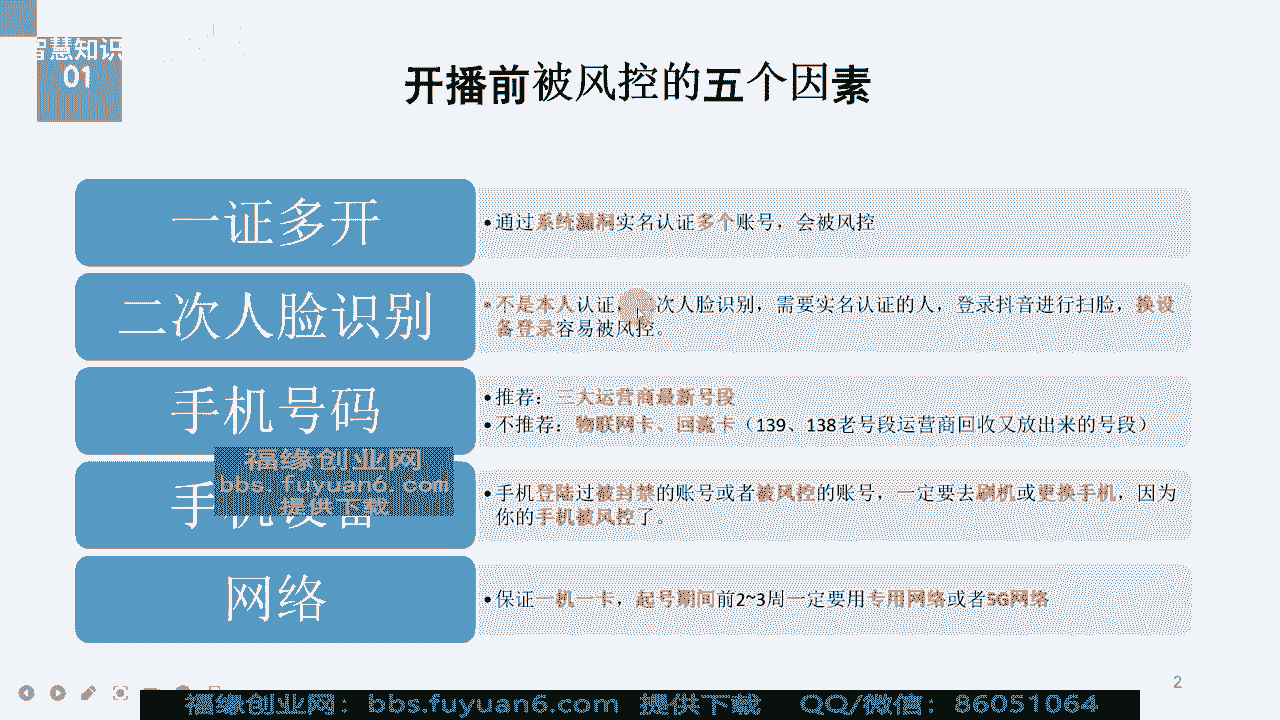 智慧知识
01
开播前被风控的五个因素
一证多开
•通过系统漏洞实名认证多个账号，会被风控
二次人脸识别
•不是本人认证，次人脸识别，需要实名认证的人，登录抖音进行扫脸，换设
备登录容易被风控。
手机号码
•推荐：三大运营商最新号段
•不推荐：物联网卡、回流卡（139、138老号段运营商回收又放出来的号段）
福缘创业网
bbs.fuyuan6.com
提供下载
手机设备
•手机登陆过被封禁的账号或者被风控的账号，一定要去刷机或更换手机，因为
你的手机被风控了。
网络
•保证一机一卡，起号期间前2~3周一定要用专用网络或者5G网络
2
福缘创业网：bbs.fuyuan6.com 提供下载 QQ/微信：86051064